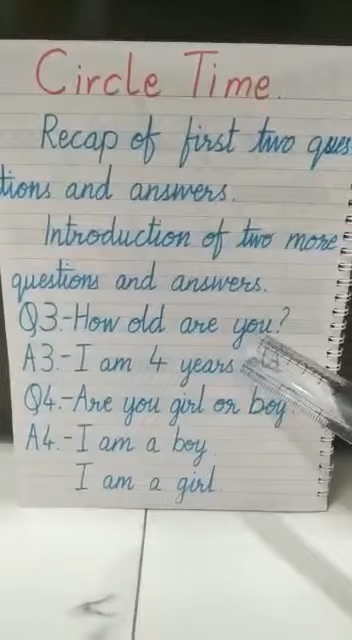 Circle Time.
Recap of first two ques
tions and answers.
Introduction of two more
questions and answers.
Q3.-How old are you?
A3.-I am 4 years
Q4.-Are you girl or boy?
A4.-I am a boy.
I am a girl.